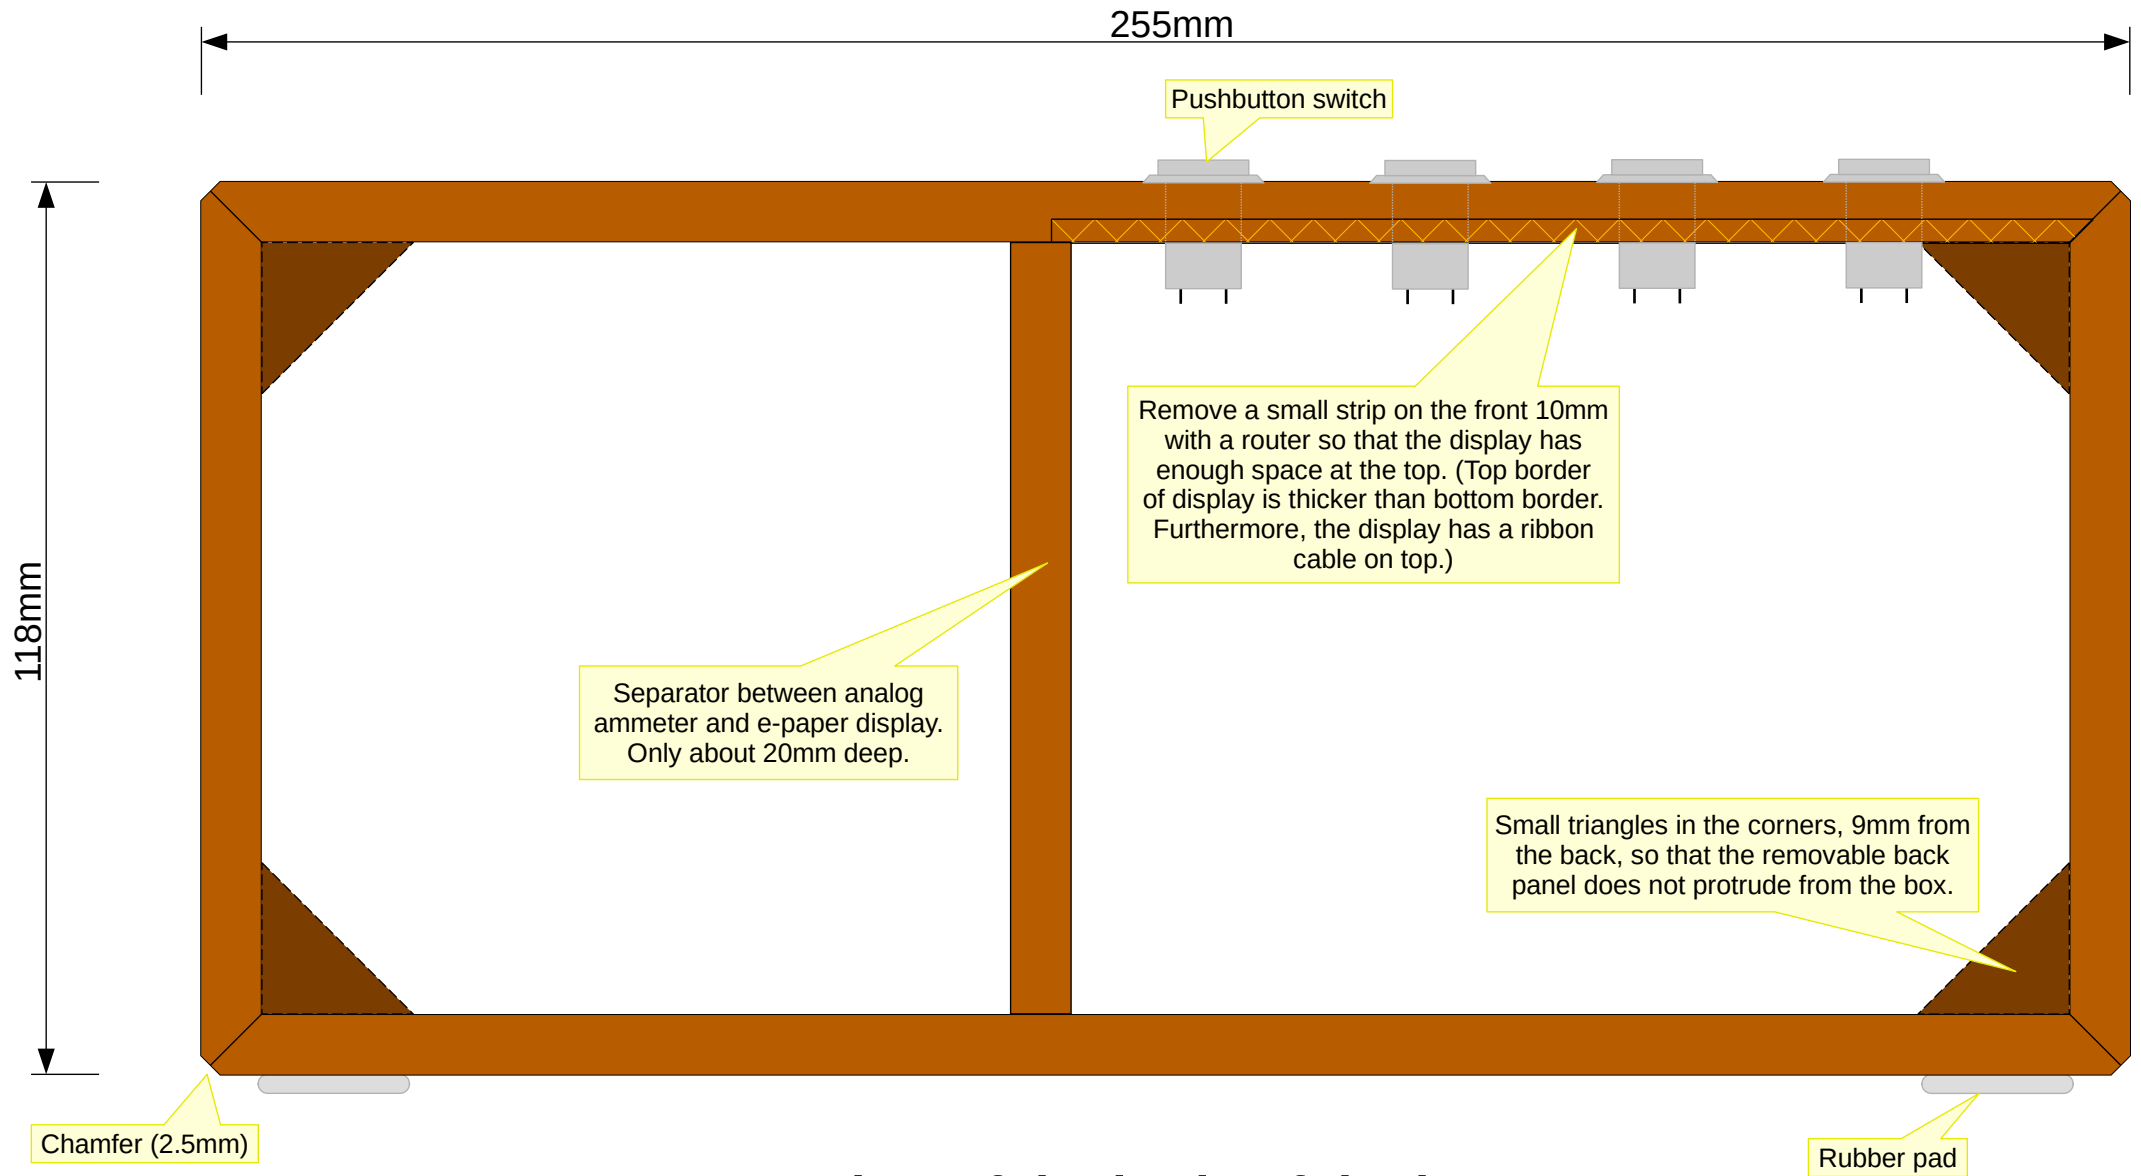 255mm
Pushbutton switch
Remove a small strip on the front 10mm
with a router so that the display has
enough space at the top. (Top border
of display is thicker than bottom border.
Furthermore, the display has a ribbon
cable on top.)
118mm
Separator between analog
ammeter and e-paper display.
Only about 20mm deep.
Small triangles in the corners, 9mm from
the back, so that the removable back
panel does not protrude from the box.
Chamfer (2.5mm)
Rubber pad